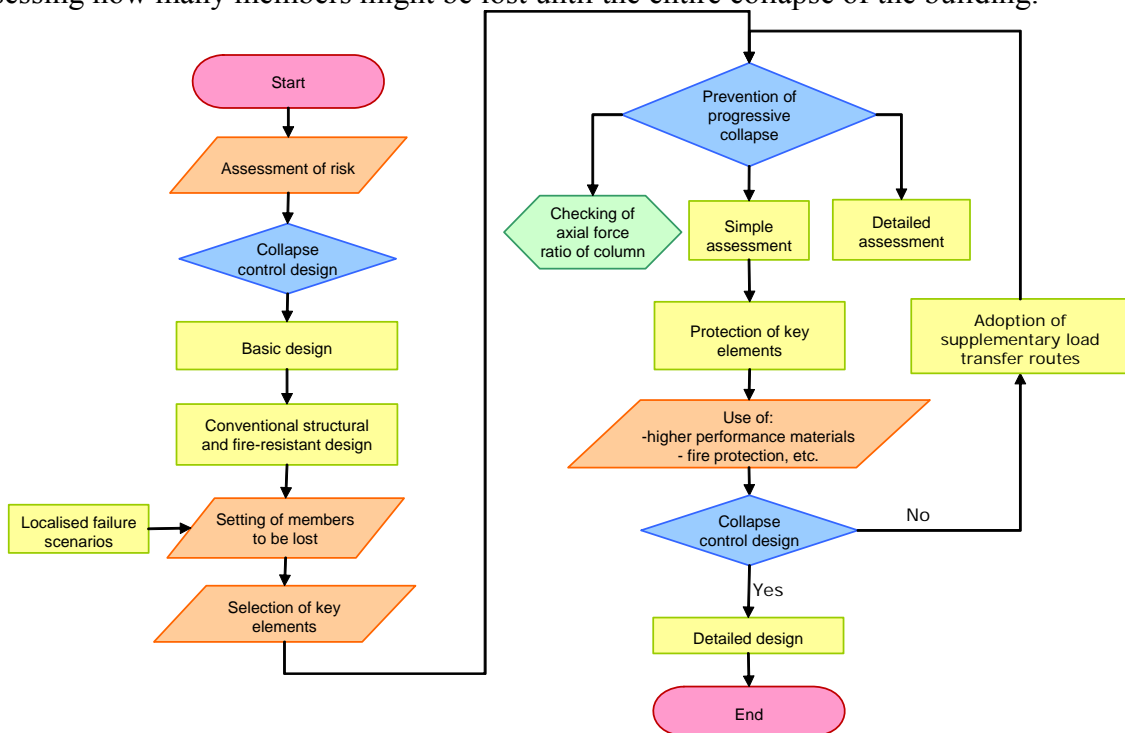 sessing how many members might be lost until the entire collapse of the building.
Start
Assessment of risk
Collapse
control design
Basic design
Conventional structural
and fire-resistant design
Localised failure
scenarios
Setting of members
to be lost
Selection of key
elements
Prevention of
progressive
collapse
Checking of
axial force
ratio of column
Simple
assessment
Detailed
assessment
Protection of key
elements
Adoption of
supplementary load
transfer routes
Use of:
-higher performance materials
- fire protection, etc.
Collapse
control design
No
Yes
Detailed design
End